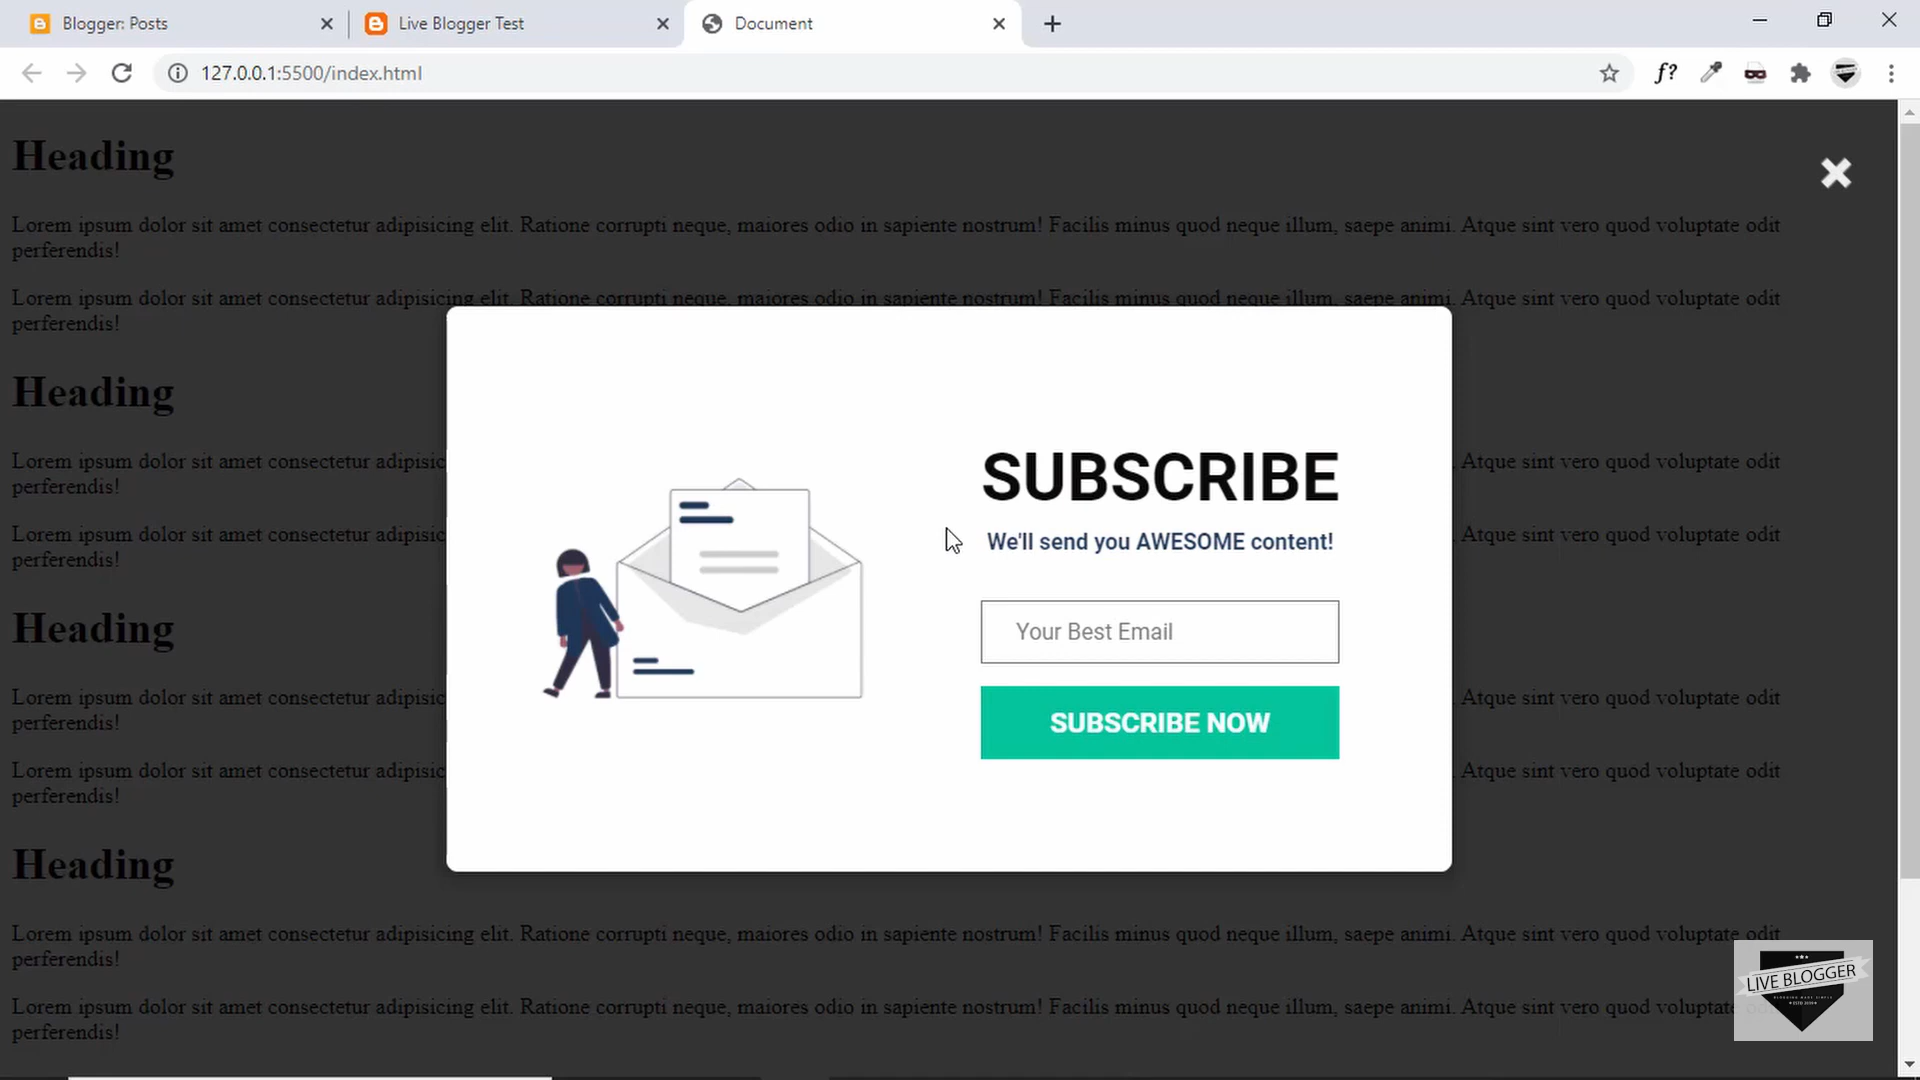 Blogger: Posts
Live Blogger Test
Document
127.0.0.1:5500/index.html
f?
Heading
Lorem ipsum dolor sit amet consectetur adipisicing elit. Ratione corrupti neque, maiores odio in sapiente nostrum! Facilis minus quod neque illum, saepe animi. Atque sint vero quod voluptate odit
perferendis!
Lorem ipsum dolor sit amet consectetur adipisicing elit. Ratione corrupti neque, maiores odio in sapiente nostrum! Facilis minus quod neque illum, saepe animi. Atque sint vero quod voluptate odit
perferendis!
Heading
Lorem ipsum dolor sit amet consectetur adipisic
Atque sint vero quod voluptate odit
perferendis!
Lorem ipsum dolor sit amet consectetur adipisic
Atque sint vero quod voluptate odit
perferendis!
Heading
Lorem ipsum dolor sit amet consectetur adipisic
Atque sint vero quod voluptate odit
perferendis!
Lorem ipsum dolor sit amet consectetur adipisic
Atque sint vero quod voluptate odit
perferendis!
SUBSCRIBE
We'll send you AWESOME content!
Your Best Email
SUBSCRIBE NOW
Heading
Lorem ipsum dolor sit amet consectetur adipisicing elit. Ratione corrupti neque, maiores odio in sapiente nostrum! Facilis minus quod neque illum, saepe animi. Atque sint vero quod voluptate odit
perferendis!
Lorem ipsum dolor sit amet consectetur adipisicing elit. Ratione corrupti neque, maiores odio in sapiente nostrum! Facilis minus quod neque illum, saepe animi. Atque sint vero quod voluptate
perferendis!
LIVE BLOGGER